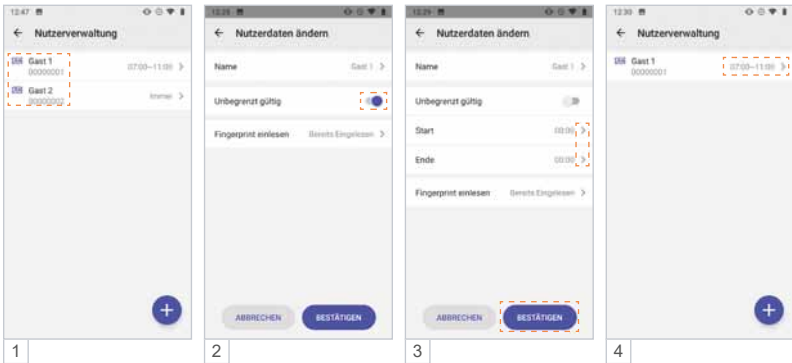 12:47
← Nutzerverwaltung
Gast 1
00000001
07:00–11:00 >
Gast 2
00000002
Immer >
+
1
12:25
← Nutzerdaten ändern
Name Gast 1 >
Unbegrenzt gültig
Fingerprint einlesen Bereits Eingelesen >
ABBRECHEN BESTÄTIGEN
2
12:29
← Nutzerdaten ändern
Name Gast 1 >
Unbegrenzt gültig
Start 00:00 >
Ende 00:00 >
Fingerprint einlesen Bereits Eingelesen >
ABBRECHEN BESTÄTIGEN
3
12:30
← Nutzerverwaltung
Gast 1
00000001
07:00–11:00 >
+
4